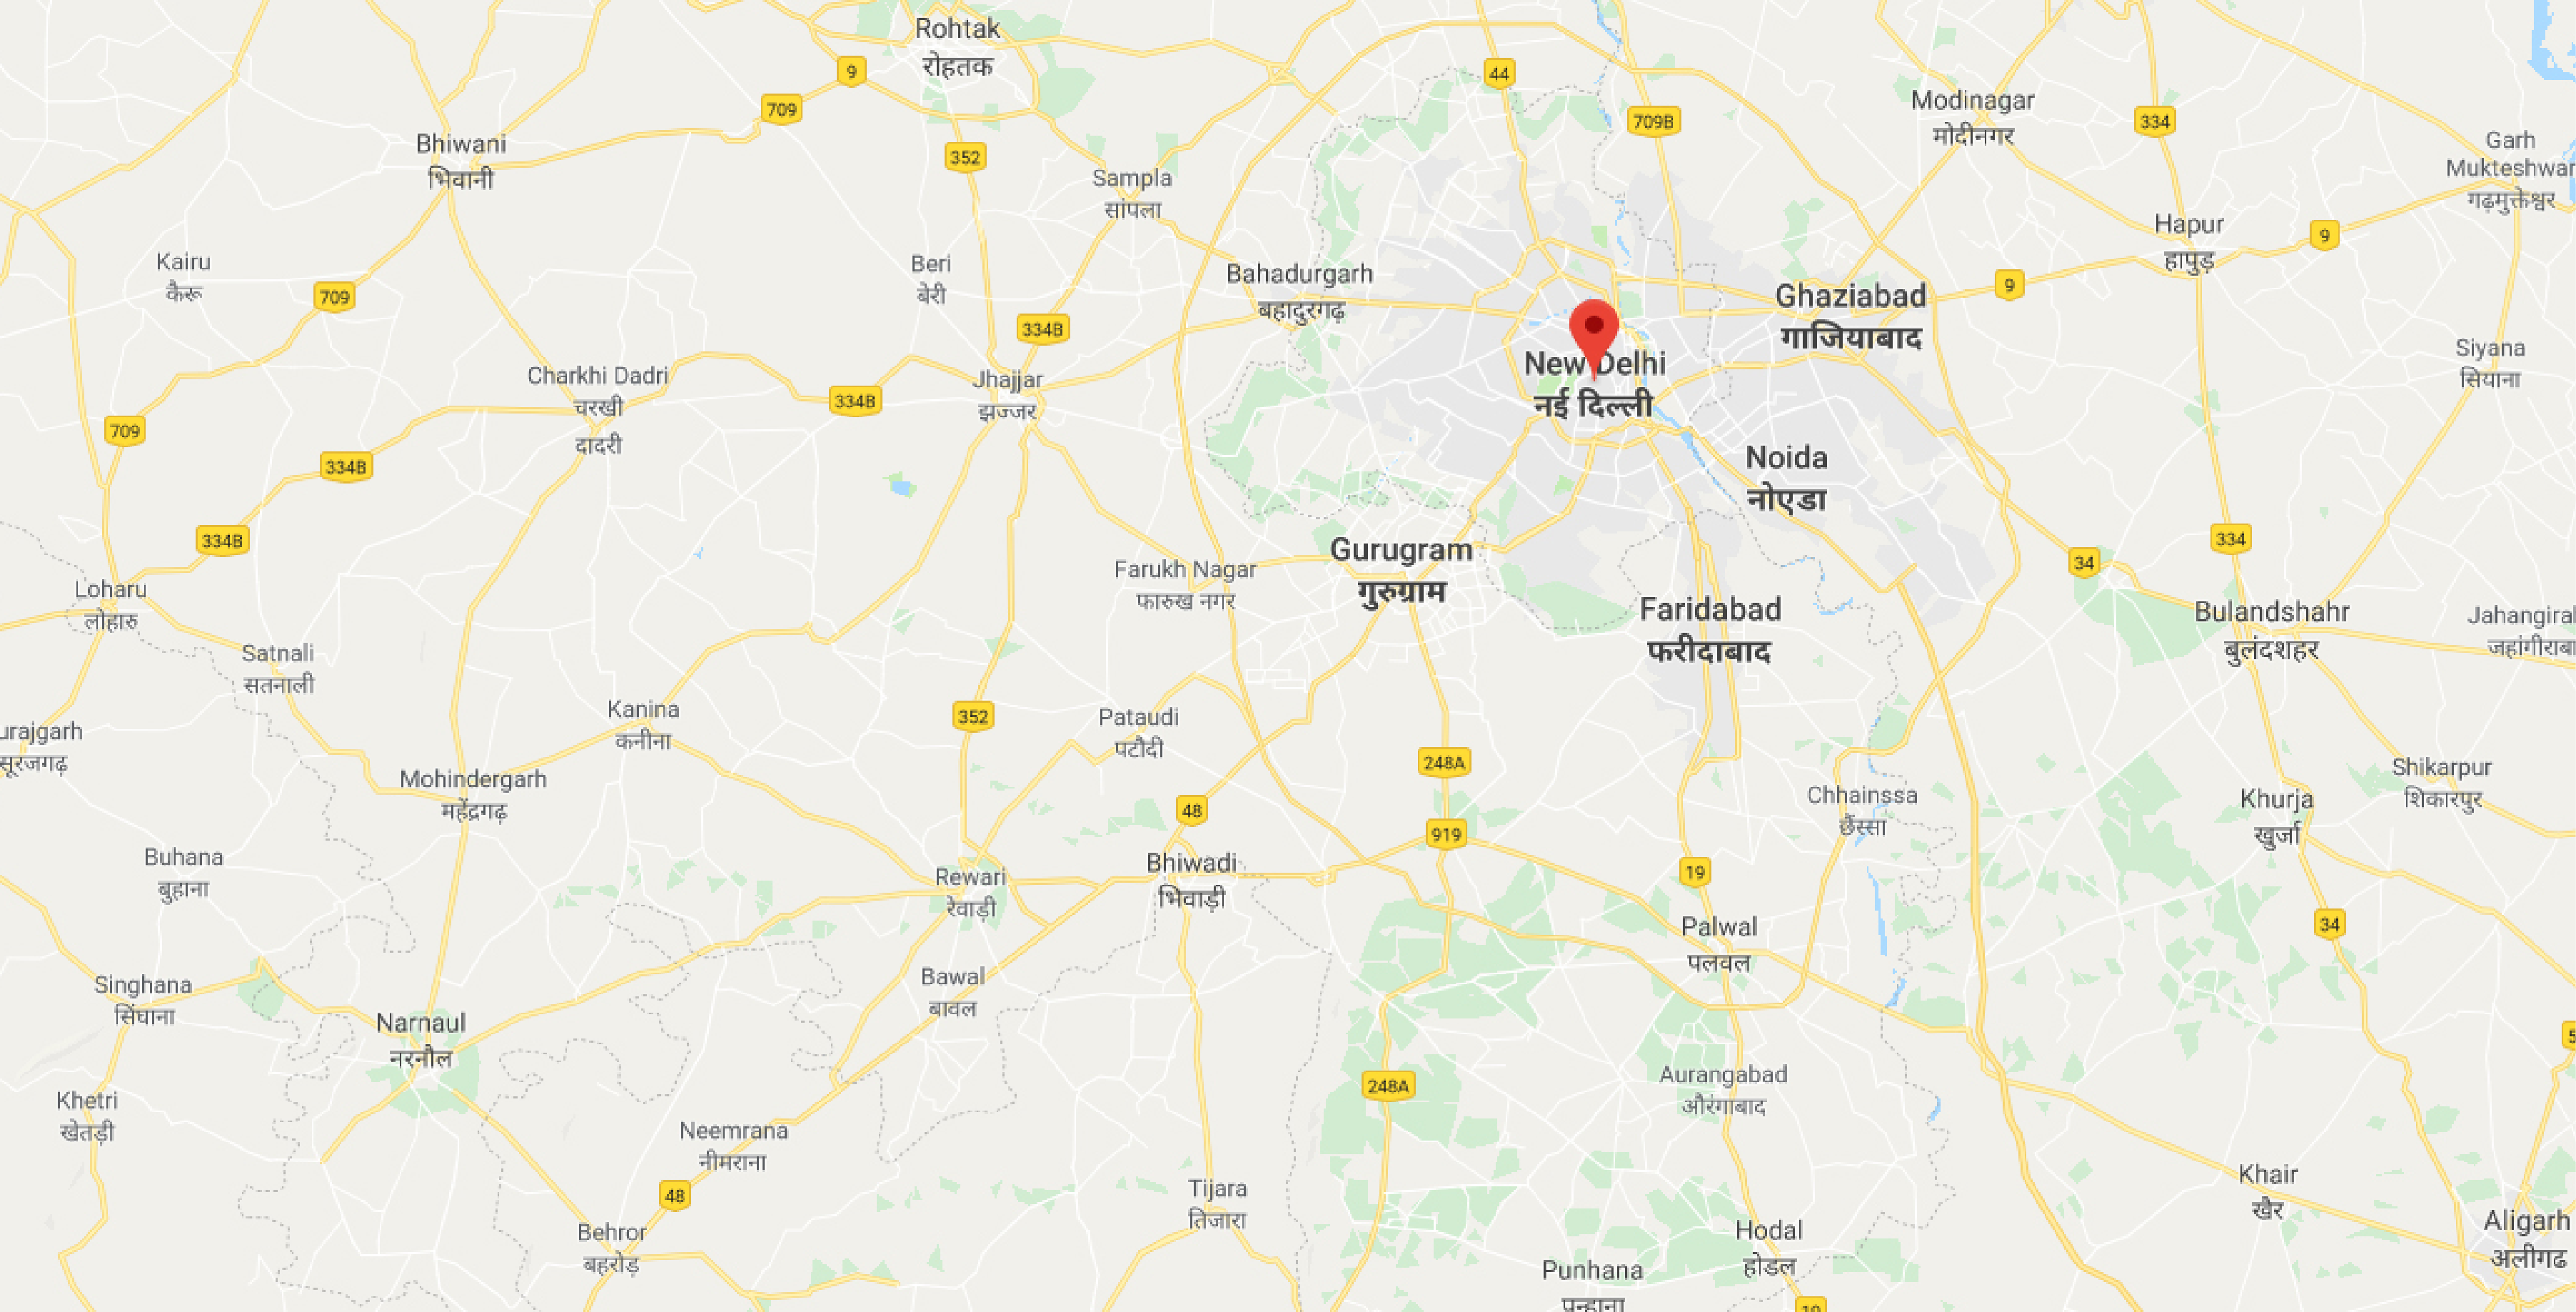 Rohtak
रोहतक
9
44
709
709B
Modinagar
मोदीनगर
334
Bhiwani
भिवानी
352
Sampla
सांपला
Garh
Mukteshwar
गढ़मुक्तेश्वर
Hapur
हापुड़
9
Kairu
कैरू
709
Beri
बेरी
Bahadurgarh
बहादुरगढ़
Ghaziabad
गाजियाबाद
9
334B
New Delhi
नई दिल्ली
Siyana
सियाना
Charkhi Dadri
चरखी
दादरी
334B
Jhajjar
झज्जर
709
334B
Noida
नोएडा
334B
Gurugram
गुरुग्राम
334
34
Loharu
लोहारु
Farukh Nagar
फारुख नगर
Faridabad
फरीदाबाद
Bulandshahr
बुलंदशहर
Jahangiral
जहांगीराबा
Satnali
सतनाली
Kanina
कनीना
352
Pataudi
पटौदी
urajgarh
सूरजगढ़
248A
Mohindergarh
महेंद्रगढ़
48
919
Chhainssa
छैंस्सा
Khurja
खुर्जा
Shikarpur
शिकारपुर
Buhana
बुहाना
Rewari
रेवाड़ी
Bhiwadi
भिवाड़ी
19
Palwal
पलवल
34
Singhana
सिंघाना
Bawal
बावल
Narnaul
नरनौल
5
Khetri
खेतड़ी
248A
Aurangabad
औरंगाबाद
Neemrana
नीमराना
48
Tijara
तिजारा
Khair
खैर
Behror
बहरोड़
Hodal
होडल
Aligarh
अलीगढ
Punhana
पुन्हाना
19